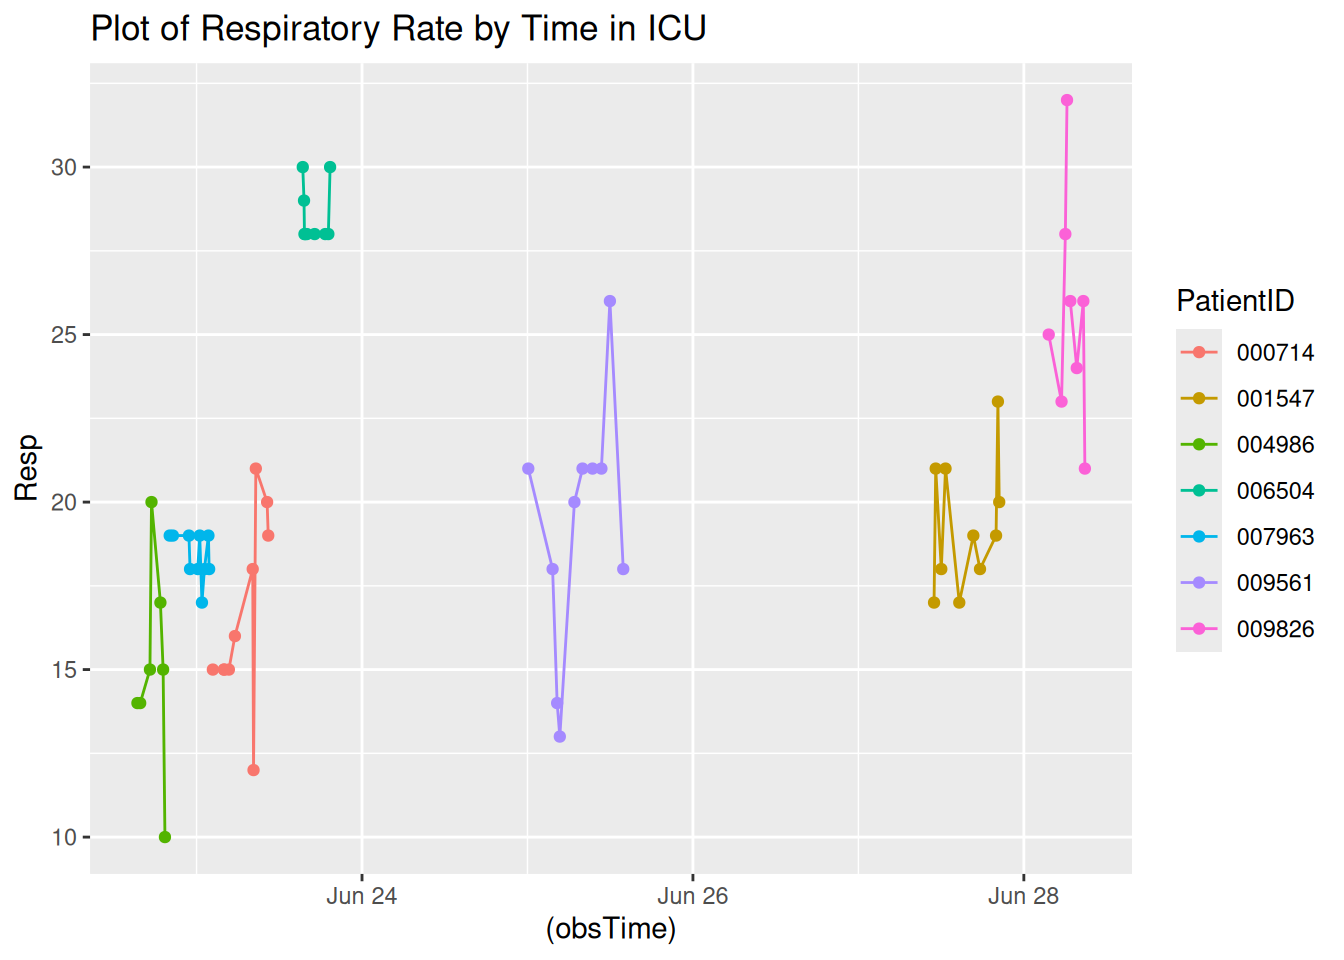 Plot of Respiratory Rate by Time in ICU
Resp
30
25
20
15
10
Jun 24
Jun 26
Jun 28
(obsTime)
PatientID
000714
001547
004986
006504
007963
009561
009826